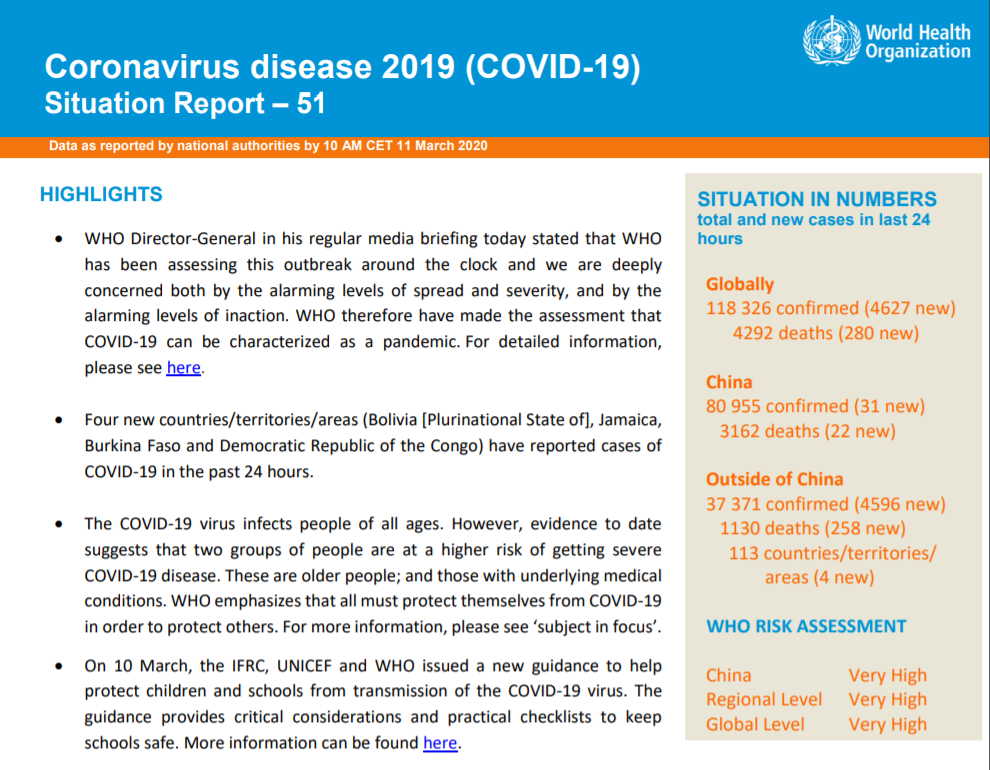 World Health
Organization
Coronavirus disease 2019 (COVID-19)
Situation Report – 51
Data as reported by national authorities by 10 AM CET 11 March 2020
HIGHLIGHTS
• WHO Director-General in his regular media briefing today stated that WHO
has been assessing this outbreak around the clock and we are deeply
concerned both by the alarming levels of spread and severity, and by the
alarming levels of inaction. WHO therefore have made the assessment that
COVID-19 can be characterized as a pandemic. For detailed information,
please see here.
• Four new countries/territories/areas (Bolivia [Plurinational State of], Jamaica,
Burkina Faso and Democratic Republic of the Congo) have reported cases of
COVID-19 in the past 24 hours.
• The COVID-19 virus infects people of all ages. However, evidence to date
suggests that two groups of people are at a higher risk of getting severe
COVID-19 disease. These are older people; and those with underlying medical
conditions. WHO emphasizes that all must protect themselves from COVID-19
in order to protect others. For more information, please see ‘subject in focus’.
• On 10 March, the IFRC, UNICEF and WHO issued a new guidance to help
protect children and schools from transmission of the COVID-19 virus. The
guidance provides critical considerations and practical checklists to keep
schools safe. More information can be found here.
SITUATION IN NUMBERS
total and new cases in last 24
hours
Globally
118 326 confirmed (4627 new)
4292 deaths (280 new)
China
80 955 confirmed (31 new)
3162 deaths (22 new)
Outside of China
37 371 confirmed (4596 new)
1130 deaths (258 new)
113 countries/territories/
areas (4 new)
WHO RISK ASSESSMENT
China Very High
Regional Level Very High
Global Level Very High